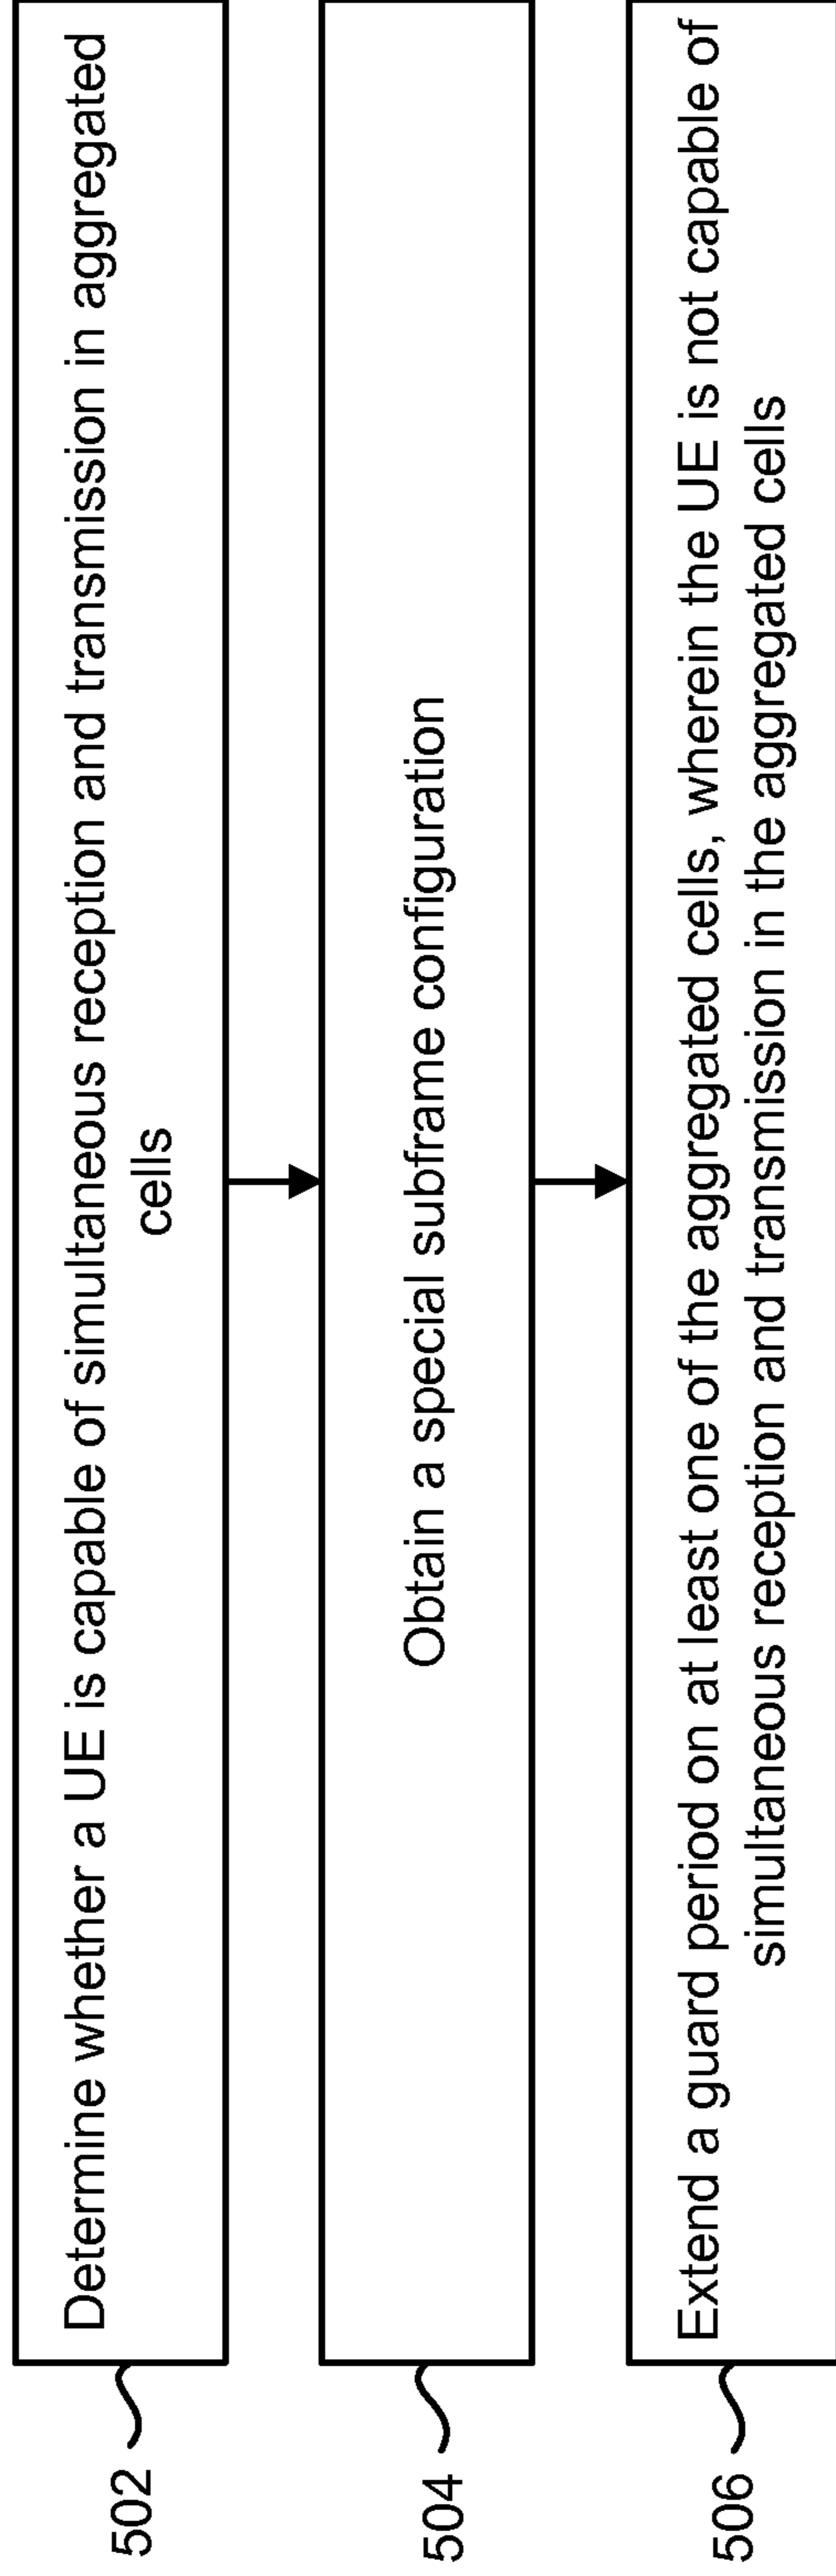 502
Determine whether a UE is capable of simultaneous reception and transmission in aggregated
cells
504
Obtain a special subframe configuration
506
Extend a guard period on at least one of the aggregated cells, wherein the UE is not capable of
simultaneous reception and transmission in the aggregated cells